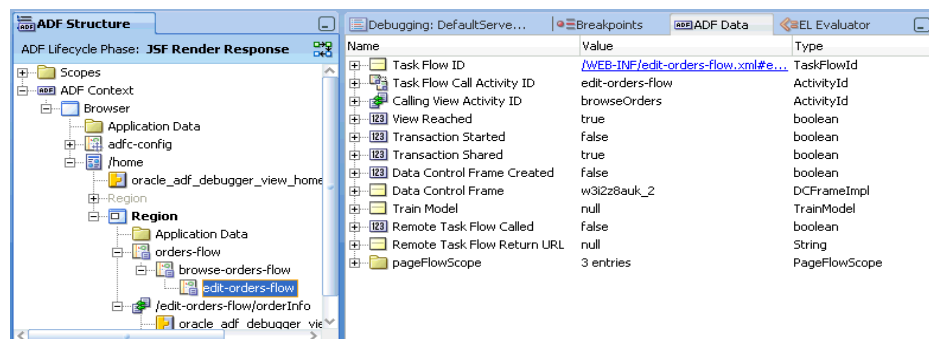 ADF Structure
ADF Lifecycle Phase: JSF Render Response
Scopes
ADF Context
Browser
Application Data
adfc-config
/home
oracle_adf_debugger_view_home
Region
Region
Application Data
orders-flow
browse-orders-flow
edit-orders-flow
/edit-orders-flow/orderInfo
oracle_adf_debugger_vie
Debugging: DefaultServe... Breakpoints ADF Data EL Evaluator
Name Value Type
Task Flow ID /WEB-INF/edit-orders-flow.xml#e... TaskFlowId
Task Flow Call Activity ID edit-orders-flow ActivityId
Calling View Activity ID browseOrders ActivityId
View Reached true boolean
Transaction Started false boolean
Transaction Shared true boolean
Data Control Frame Created false boolean
Data Control Frame w3i2z8auk_2 DCFrameImpl
Train Model null TrainModel
Remote Task Flow Called false boolean
Remote Task Flow Return URL null String
pageFlowScope 3 entries PageFlowScope